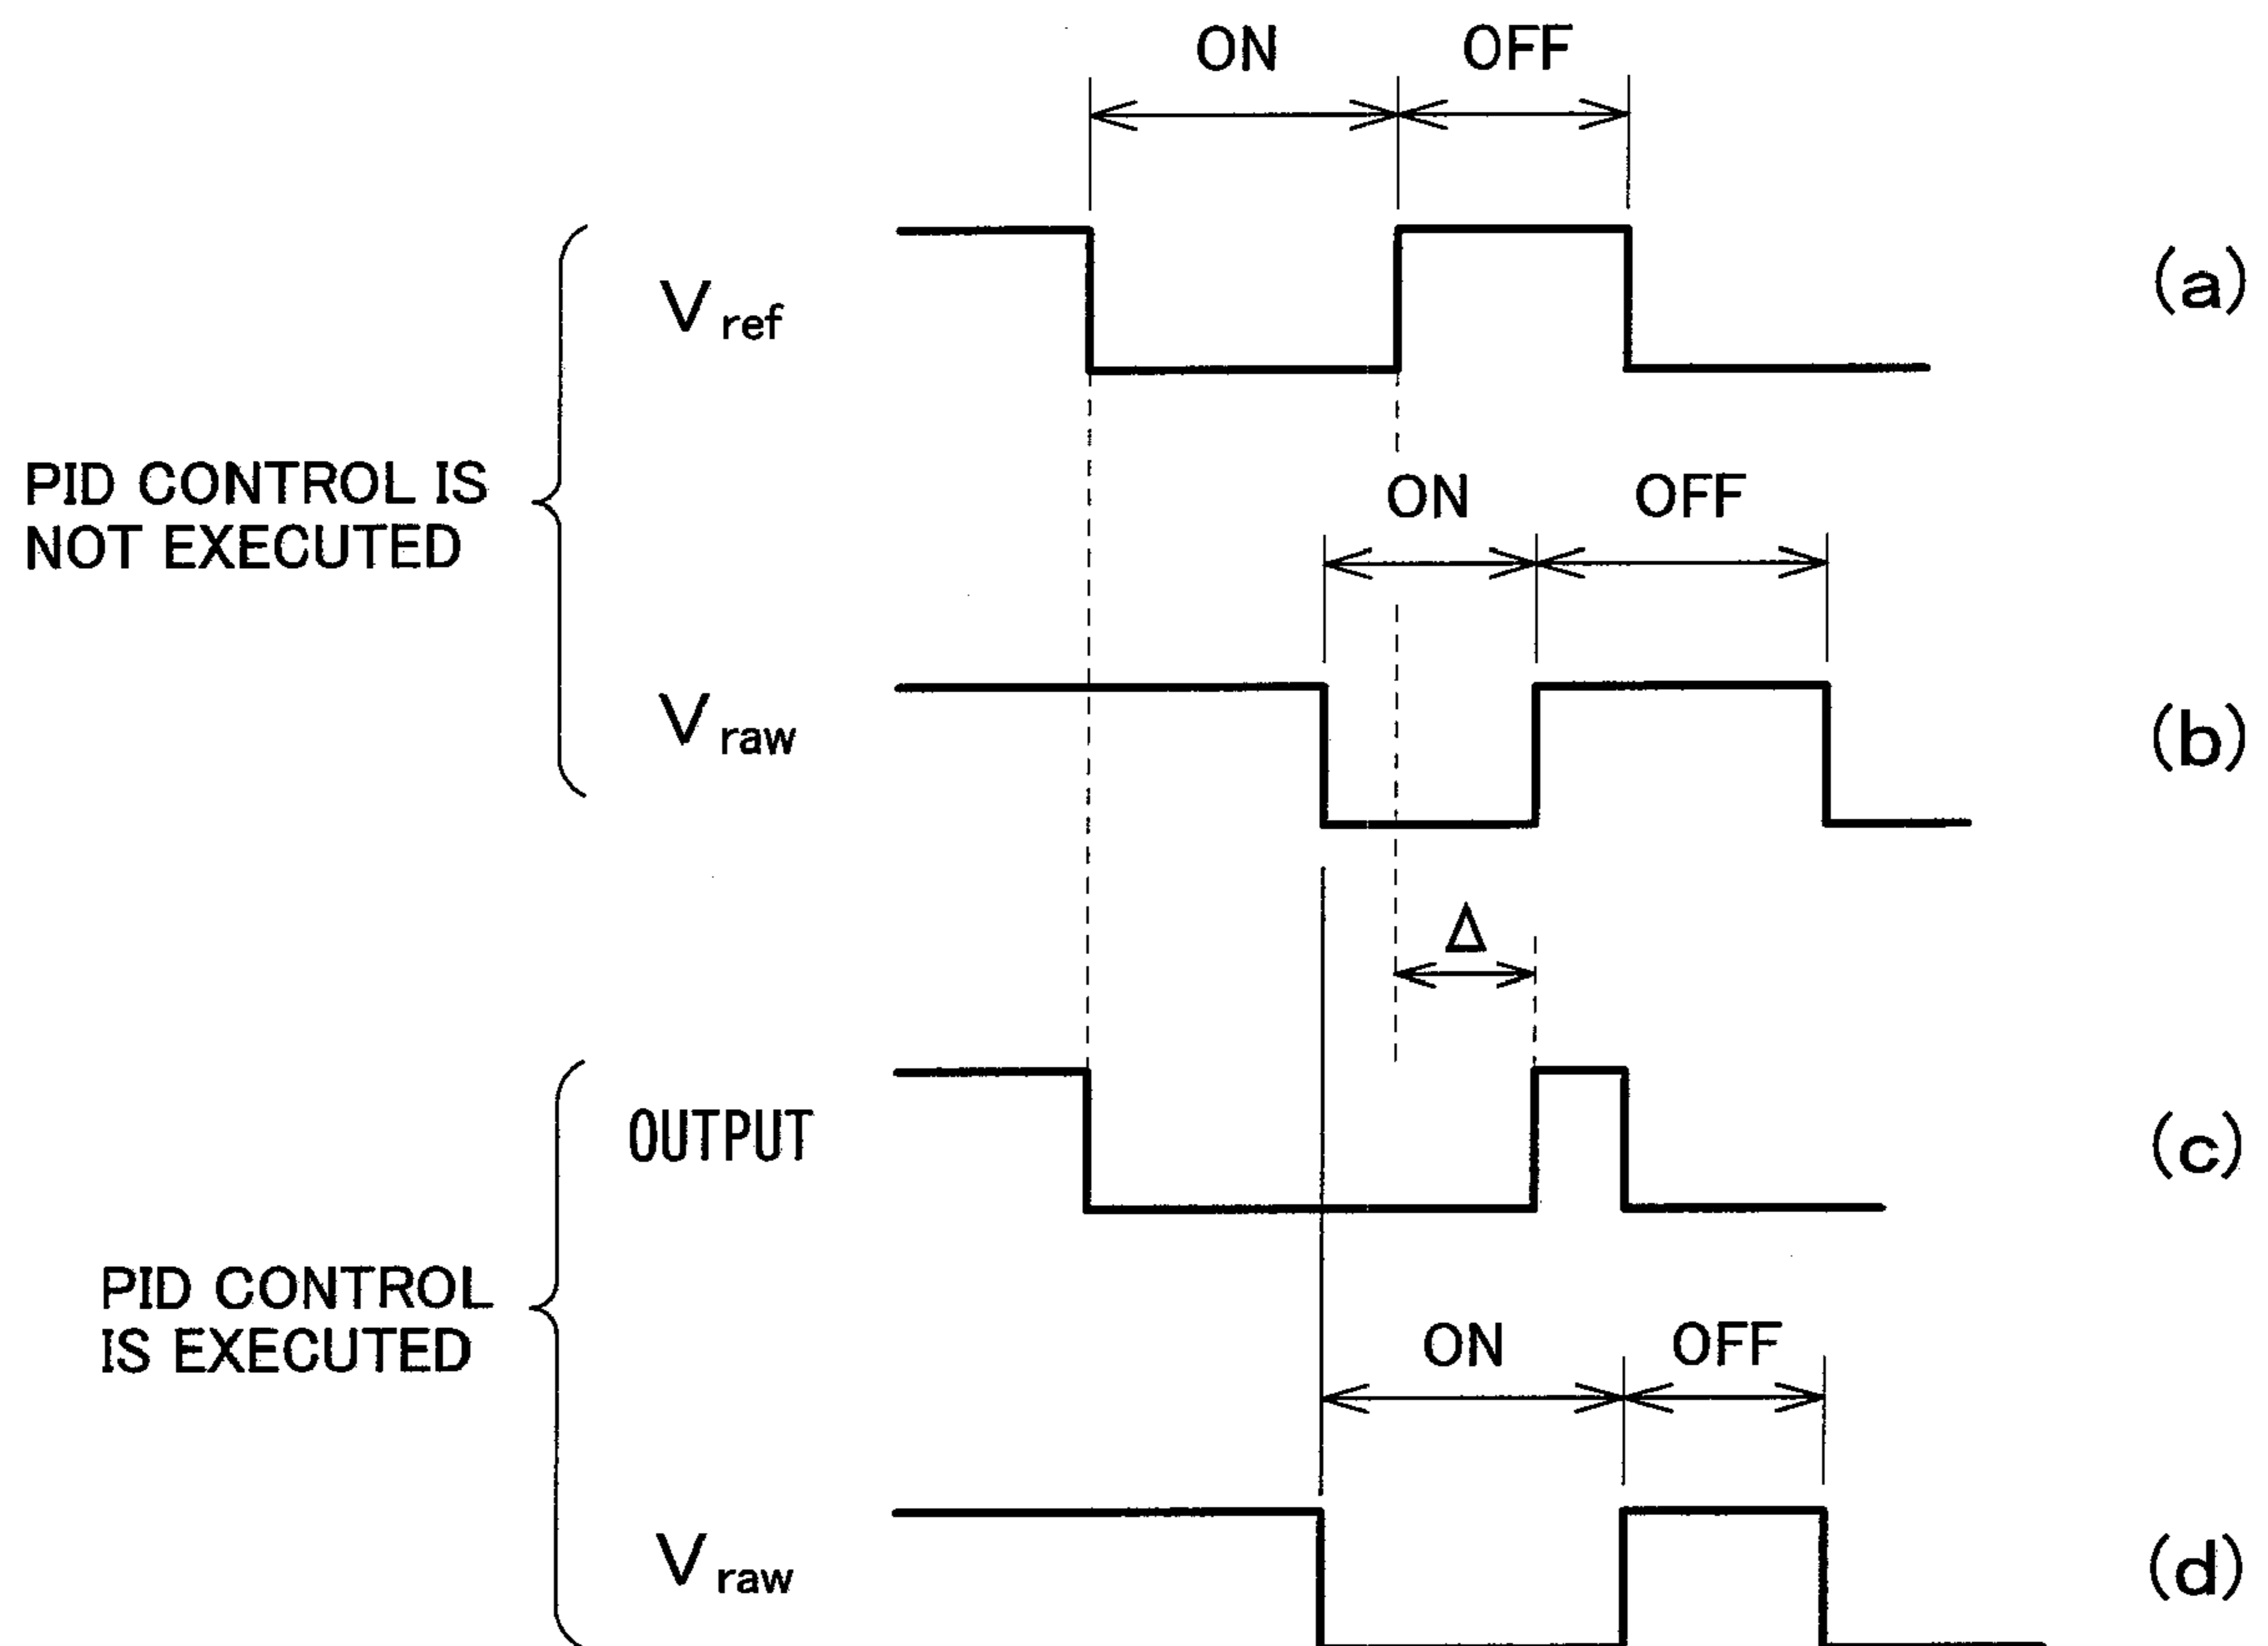 ON OFF
V ref (a)
PID CONTROL IS
NOT EXECUTED
ON OFF
V raw (b)
Δ
OUTPUT (c)
PID CONTROL
IS EXECUTED
ON OFF
V raw (d)